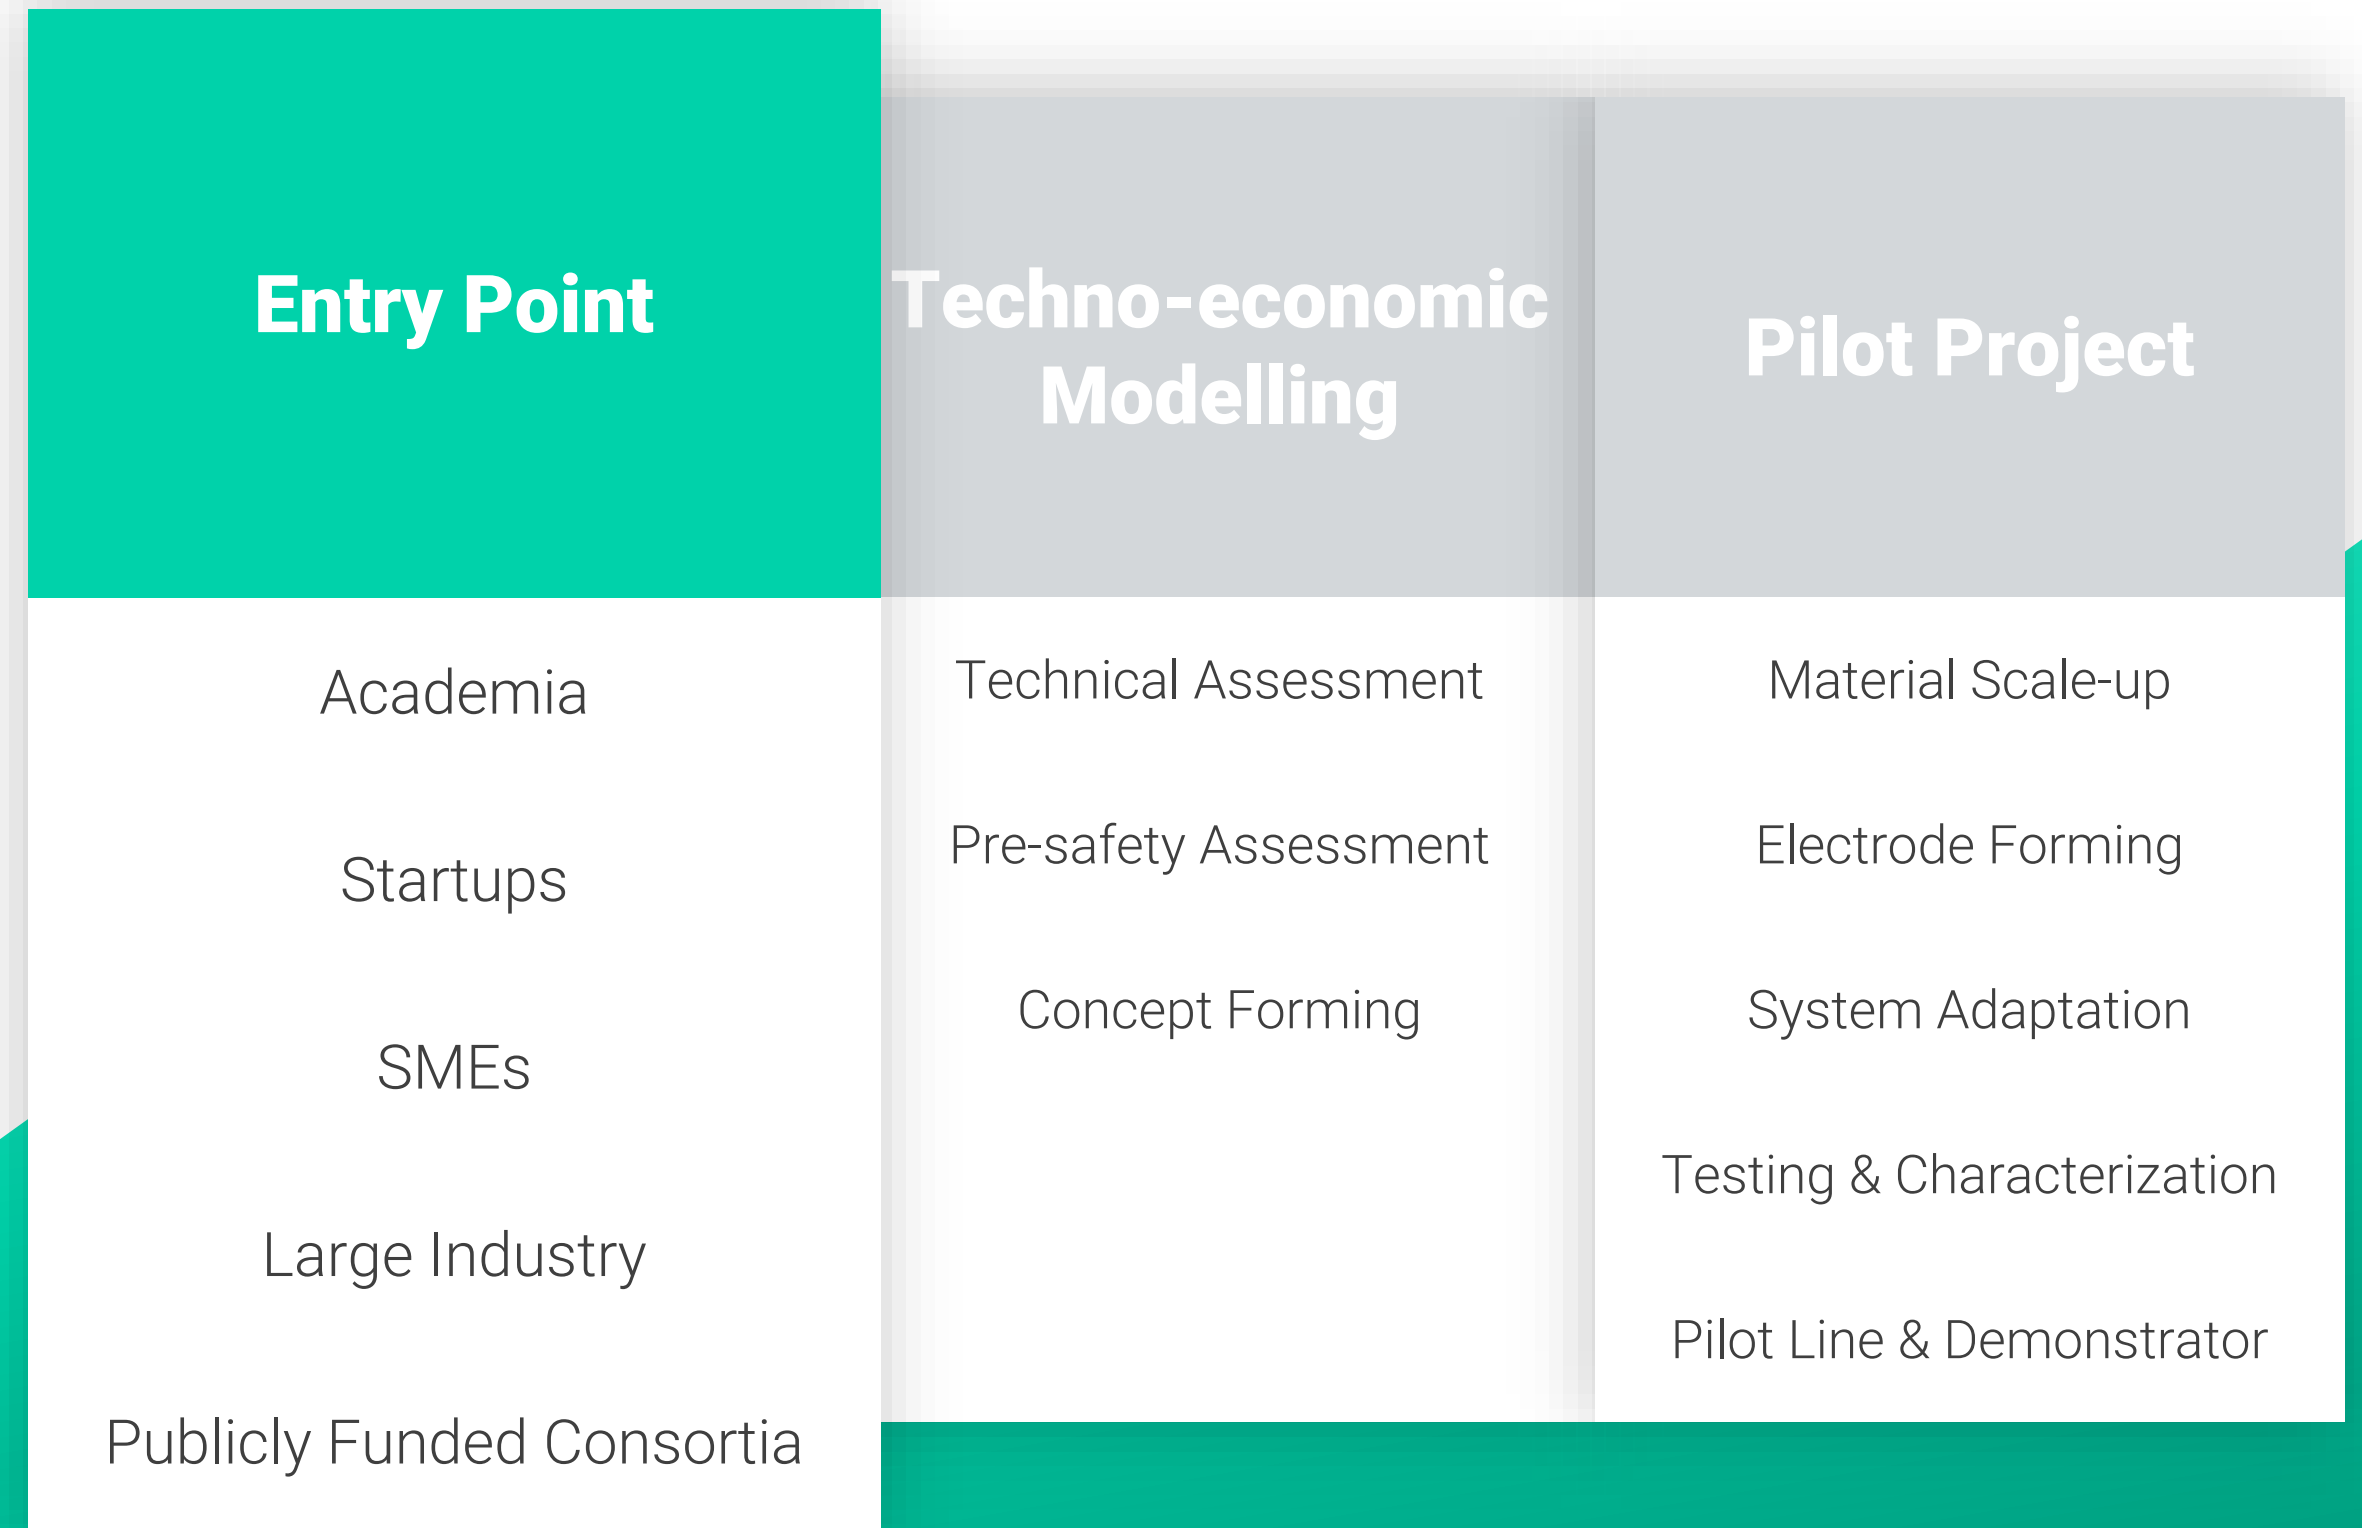 Entry Point
Academia
Startups
SMEs
Large Industry
Publicly Funded Consortia
Techno-economic
Modelling
Technical Assessment
Pre-safety Assessment
Concept Forming
Pilot Project
Material Scale-up
Electrode Forming
System Adaptation
Testing & Characterization
Pilot Line & Demonstrator